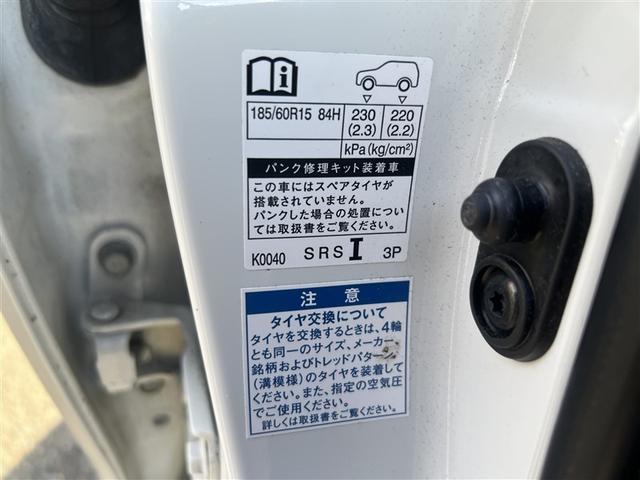 185/60R15 84H 230 (2.3) 220 (2.2)
kPa(kg/cm²)
パンク修理キット装着車
この車にはスペアタイヤが
搭載されていません。
パンクした場合の処置につい
ては取扱書をご覧ください。
K0040 SRS I 3P
注意
タイヤ交換について
タイヤを交換するときは、4輪
とも同一のサイズ、メーカー、
銘柄およびトレッドパターン
(溝模様)のタイヤを装着して
ください。また、指定の空気圧
でご使用ください。
詳しくは取扱書をご覧ください。